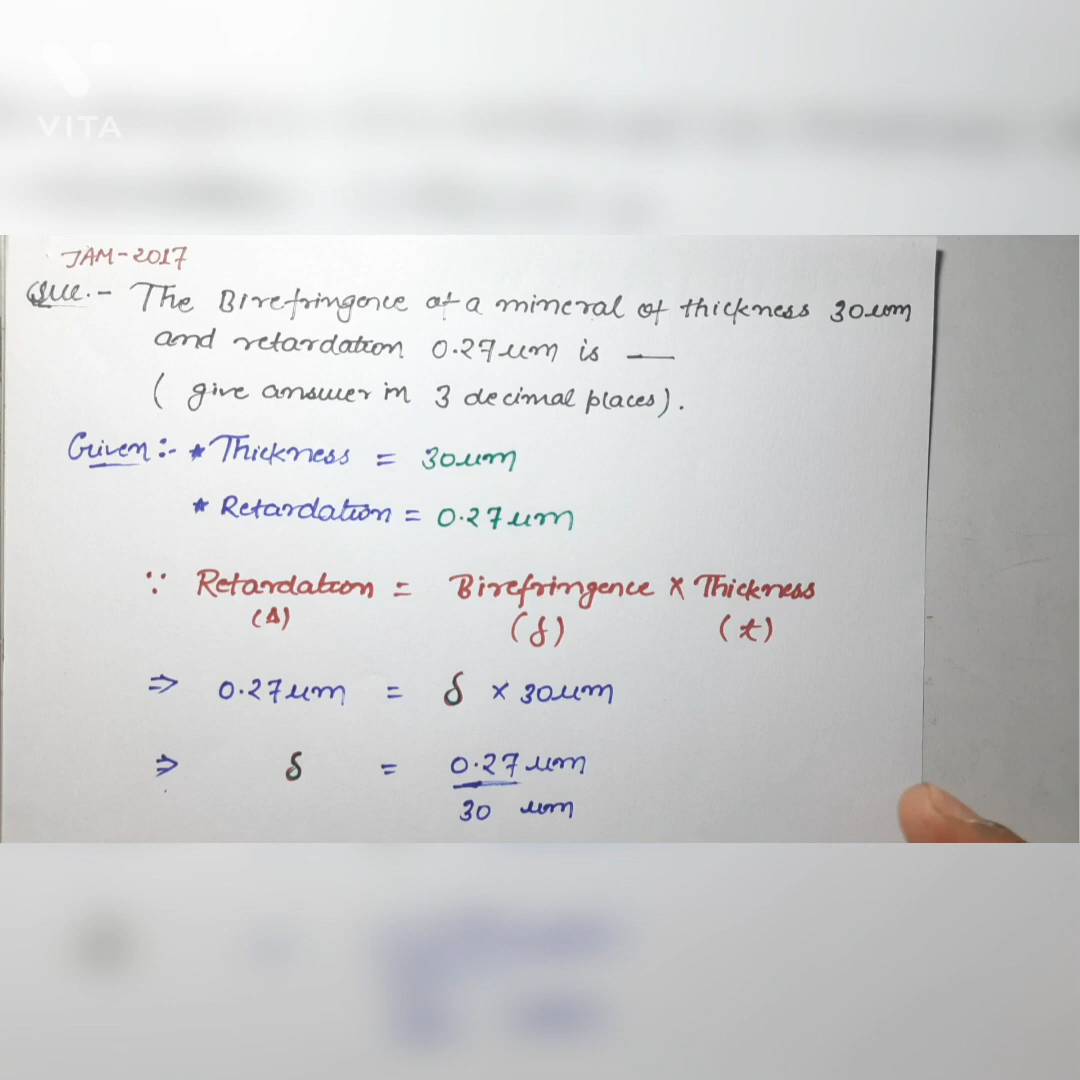 VITA
JAM-2017
Que.- The Birefringence of a mineral of thickness 30um
and retardation 0.27um is —
( give answer in 3 decimal places).
Given:- * Thickness = 30um
* Retardation = 0.27um
∵ Retardation = Birefringence × Thickness
(Δ) (δ) (t)
⇒ 0.27um = δ × 30um
⇒ δ = 0.27um
30 um